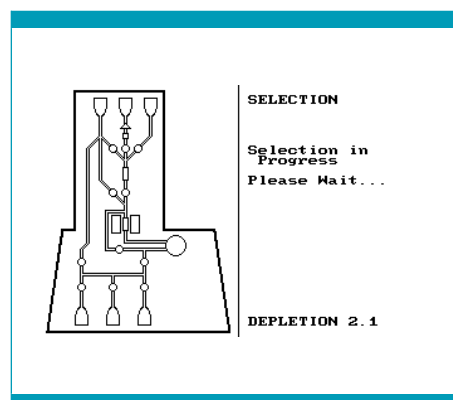 SELECTION
Selection in
Progress
Please Wait...
DEPLETION 2.1